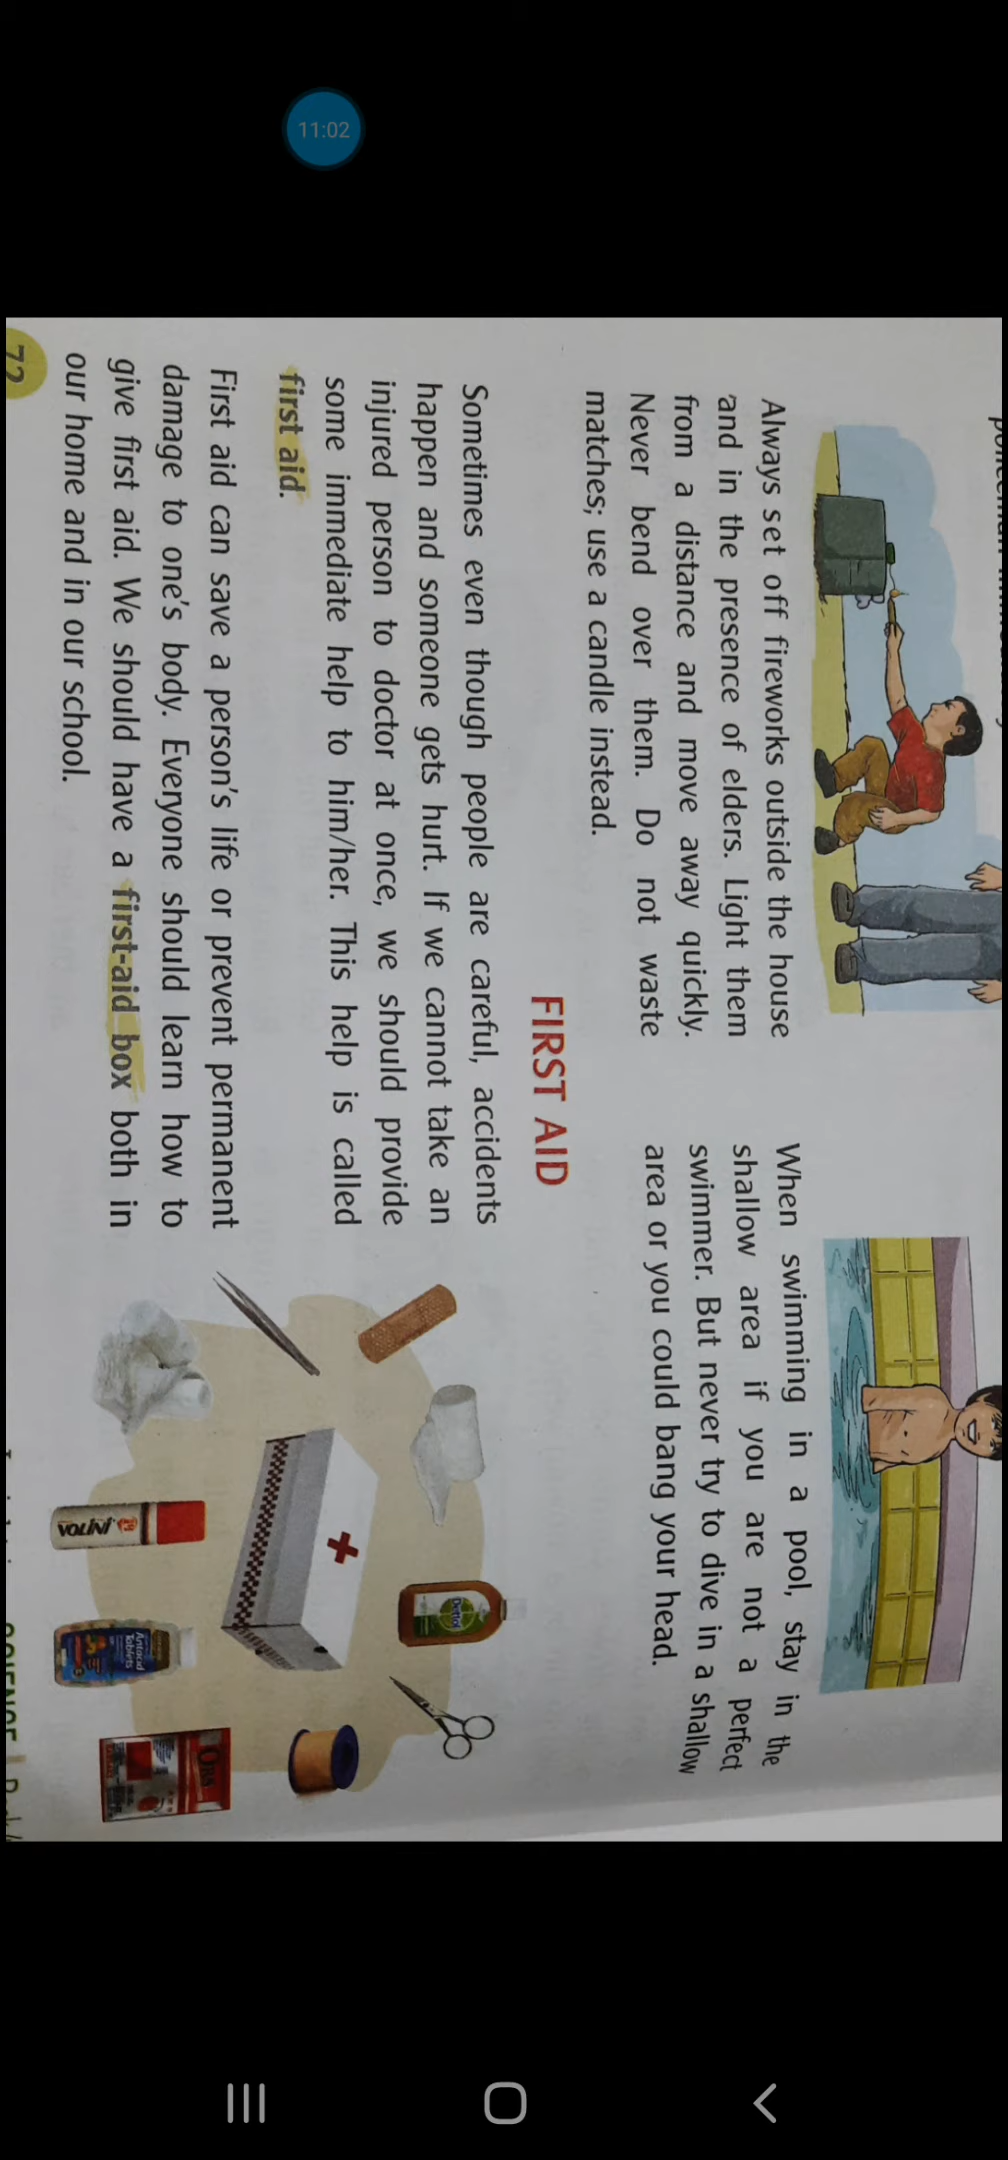 11:02
Always set off fireworks outside the house
and in the presence of elders. Light them
from a distance and move away quickly.
Never bend over them. Do not waste
matches; use a candle instead.
When swimming in a pool, stay in the
shallow area if you are not a perfect
swimmer. But never try to dive in a shallow
area or you could bang your head.
FIRST AID
Sometimes even though people are careful, accidents
happen and someone gets hurt. If we cannot take an
injured person to doctor at once, we should provide
some immediate help to him/her. This help is called
first aid.
First aid can save a person's life or prevent permanent
damage to one's body. Everyone should learn how to
give first aid. We should have a first-aid box both in
our home and in our school.
Dettol
VOLINI
Antacid
Tablets
ORS
72
SCIENCE